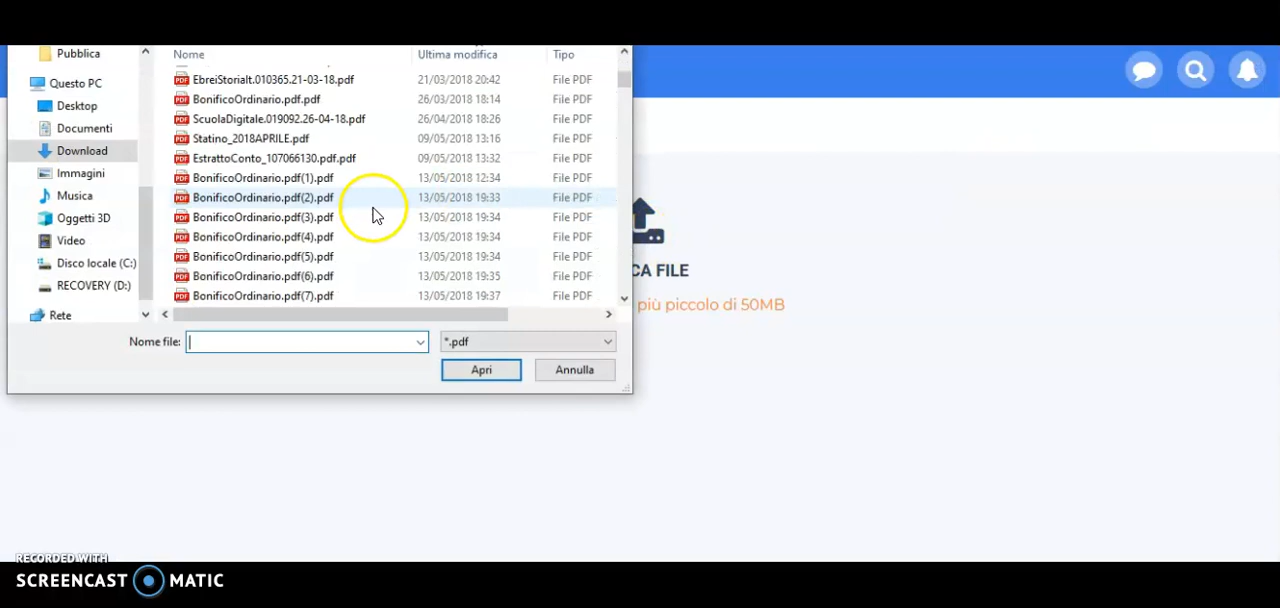 Pubblica
Questo PC
Desktop
Documenti
Download
Immagini
Musica
Oggetti 3D
Video
Disco locale (C:)
RECOVERY (D:)
Rete
Nome Ultima modifica Tipo
EbreiStoriaIt.010365.21-03-18.pdf 21/03/2018 20:42 File PDF
BonificoOrdinario.pdf.pdf 26/03/2018 18:14 File PDF
ScuolaDigitale.019092.26-04-18.pdf 26/04/2018 18:26 File PDF
Statino_2018APRILE.pdf 09/05/2018 13:16 File PDF
EstrattoConto_107066130.pdf.pdf 09/05/2018 13:32 File PDF
BonificoOrdinario.pdf(1).pdf 13/05/2018 12:34 File PDF
BonificoOrdinario.pdf(2).pdf 13/05/2018 19:33 File PDF
BonificoOrdinario.pdf(3).pdf 13/05/2018 19:34 File PDF
BonificoOrdinario.pdf(4).pdf 13/05/2018 19:34 File PDF
BonificoOrdinario.pdf(5).pdf 13/05/2018 19:34 File PDF
BonificoOrdinario.pdf(6).pdf 13/05/2018 19:35 File PDF
BonificoOrdinario.pdf(7).pdf 13/05/2018 19:37 File PDF
Nome file: *.pdf
Apri Annulla
CA FILE
più piccolo di 50MB
RECORDED WITH
SCREENCAST MATIC